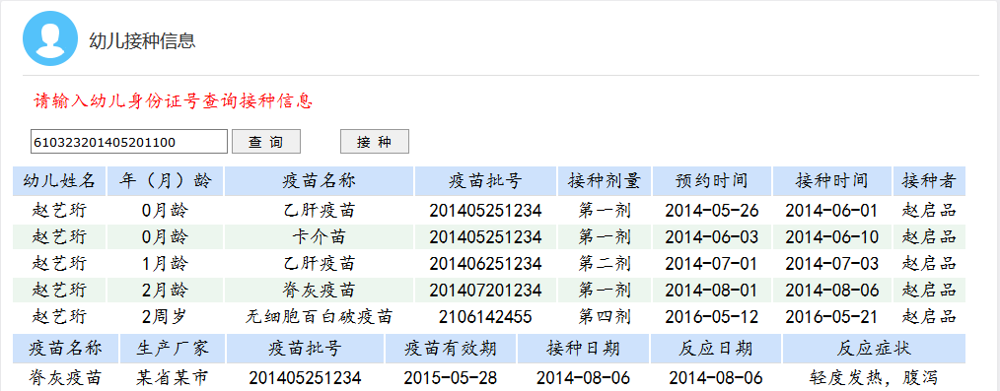 幼儿接种信息
请输入幼儿身份证号查询接种信息
610323201405201100 查 询 接 种
幼儿姓名 年（月）龄 疫苗名称 疫苗批号 接种剂量 预约时间 接种时间 接种者
赵艺珩 0月龄 乙肝疫苗 201405251234 第一剂 2014-05-26 2014-06-01 赵启品
赵艺珩 0月龄 卡介苗 201405251234 第一剂 2014-06-03 2014-06-10 赵启品
赵艺珩 1月龄 乙肝疫苗 201406251234 第二剂 2014-07-01 2014-07-03 赵启品
赵艺珩 2月龄 脊灰疫苗 201407201234 第一剂 2014-08-01 2014-08-06 赵启品
赵艺珩 2周岁 无细胞百白破疫苗 2106142455 第四剂 2016-05-12 2016-05-21 赵启品
疫苗名称 生产厂家 疫苗批号 疫苗有效期 接种日期 反应日期 反应症状
脊灰疫苗 某省某市 201405251234 2015-05-28 2014-08-06 2014-08-06 轻度发热，腹泻